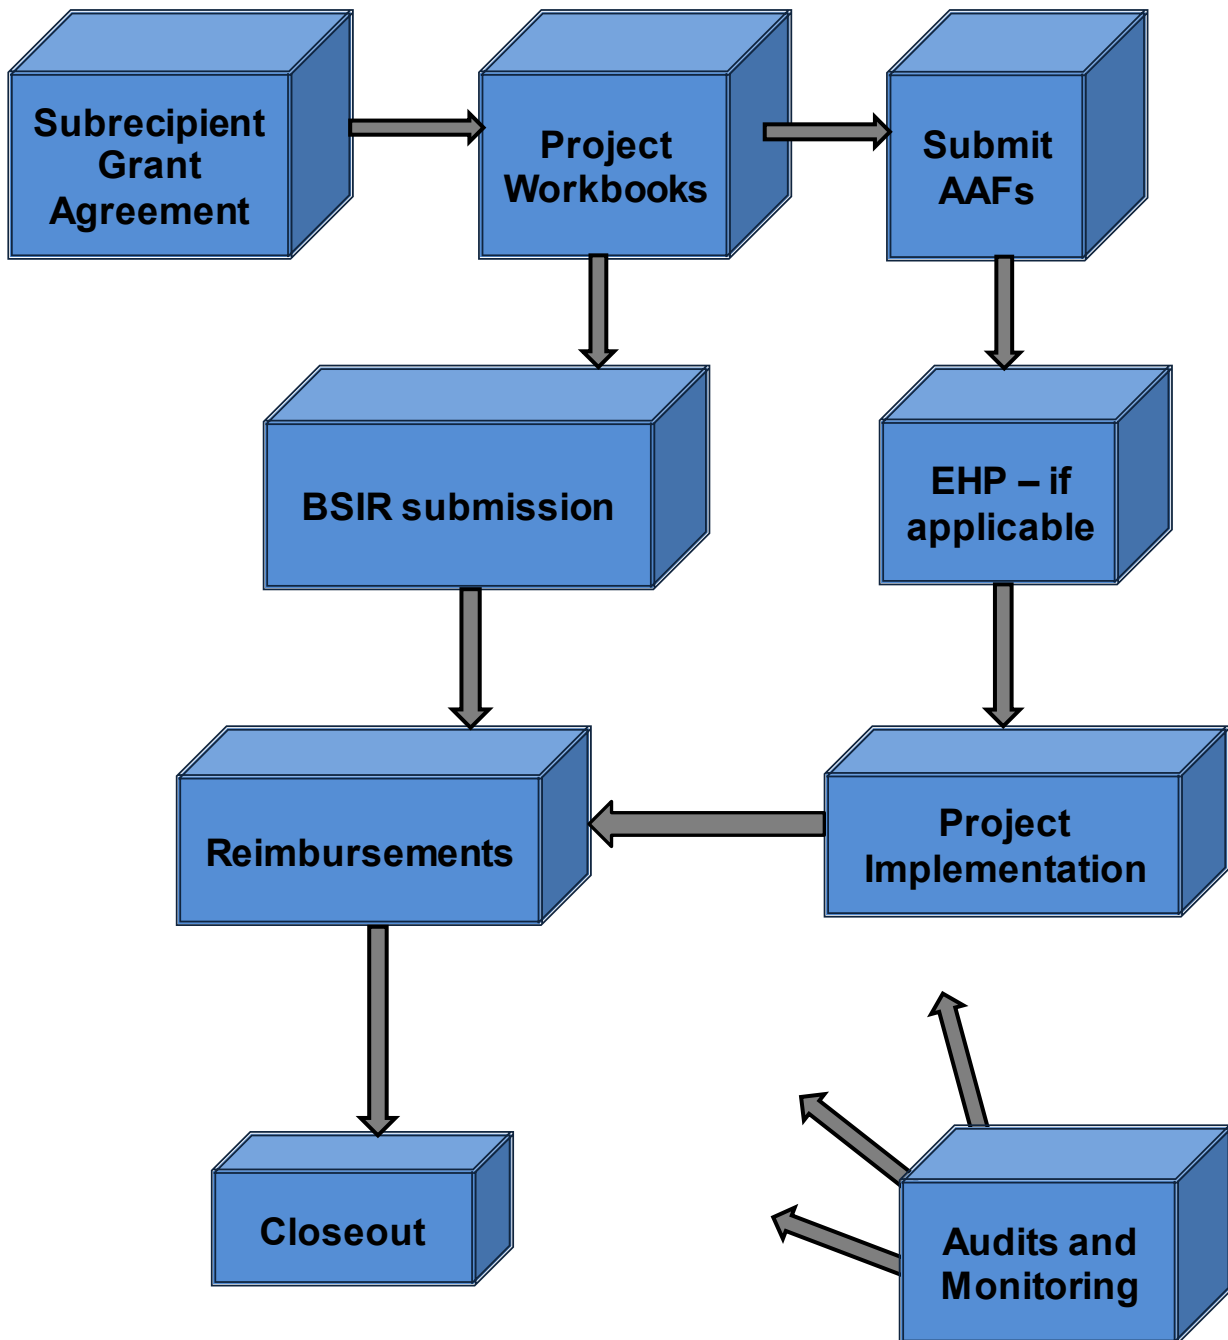 Subrecipient
Grant
Agreement
Project
Workbooks
Submit
AAFs
BSIR submission
EHP – if
applicable
Reimbursements
Project
Implementation
Closeout
Audits and
Monitoring